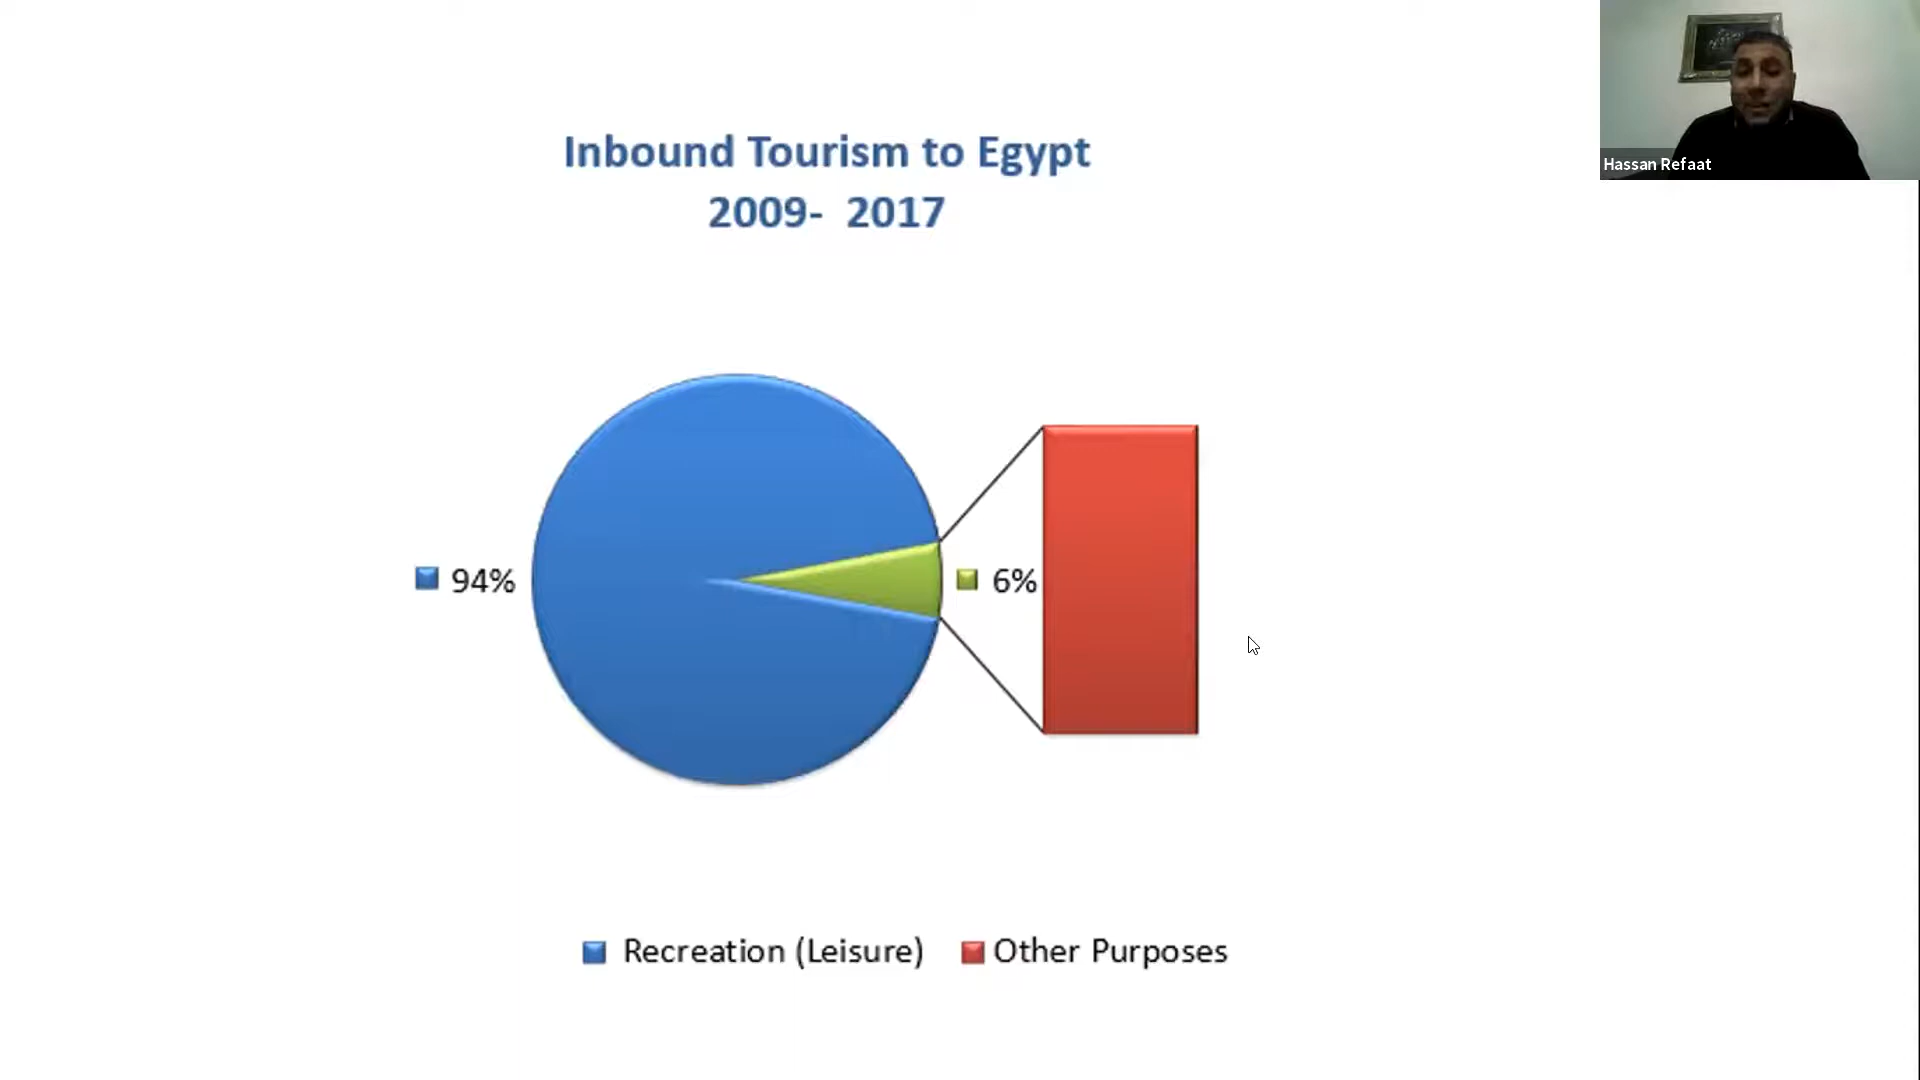 Inbound Tourism to Egypt
2009- 2017
Hassan Refaat
94%
6%
Recreation (Leisure)
Other Purposes